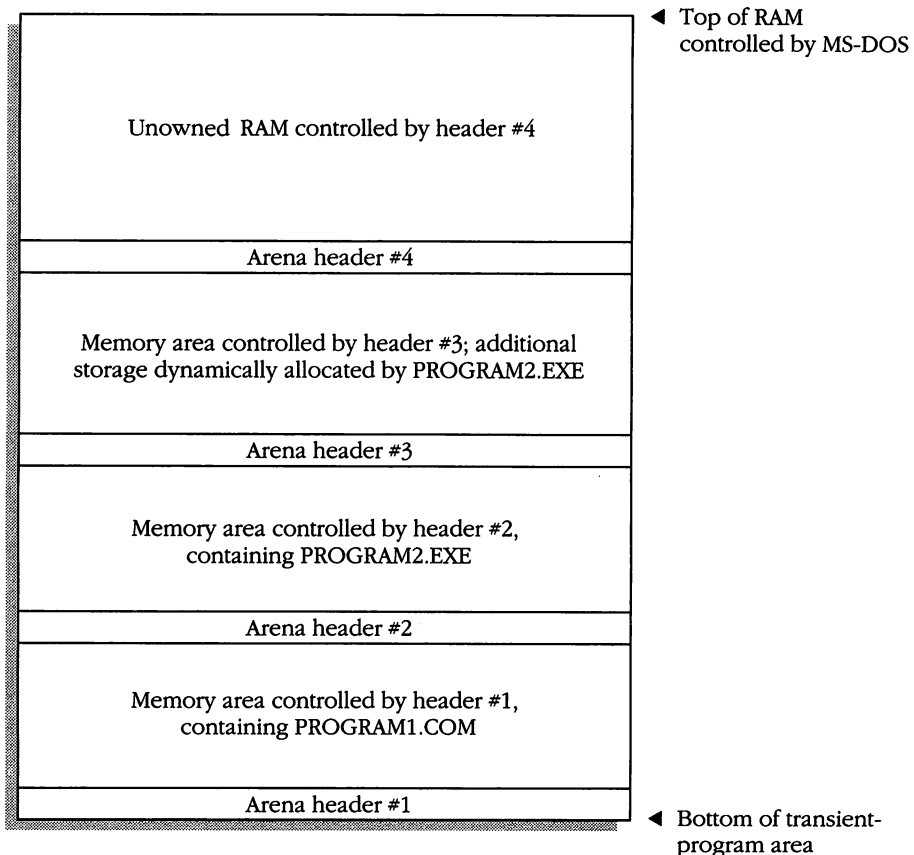 ◄ Top of RAM
controlled by MS-DOS
Unowned RAM controlled by header #4
Arena header #4
Memory area controlled by header #3; additional
storage dynamically allocated by PROGRAM2.EXE
Arena header #3
Memory area controlled by header #2,
containing PROGRAM2.EXE
Arena header #2
Memory area controlled by header #1,
containing PROGRAM1.COM
Arena header #1
◄ Bottom of transient-
program area